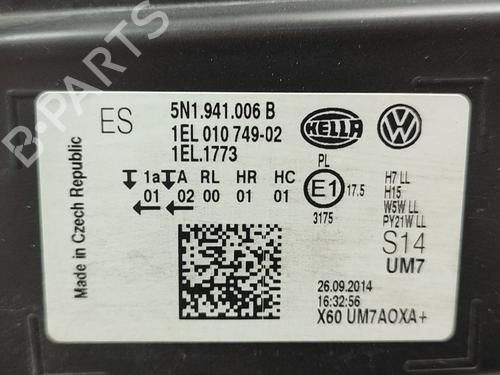 B-PARTS
Made in Czech Republic
ES
5N1.941.006 B
1EL 010 749-02
1EL.1773
HELLA
VW
1a A RL HR HC
01 02 00 01 01
PL
E1 17.5
3175
H7 LL
H15
W5W LL
PY21W LL
S14
UM7
26.09.2014
16:32:56
X60 UM7AOXA+